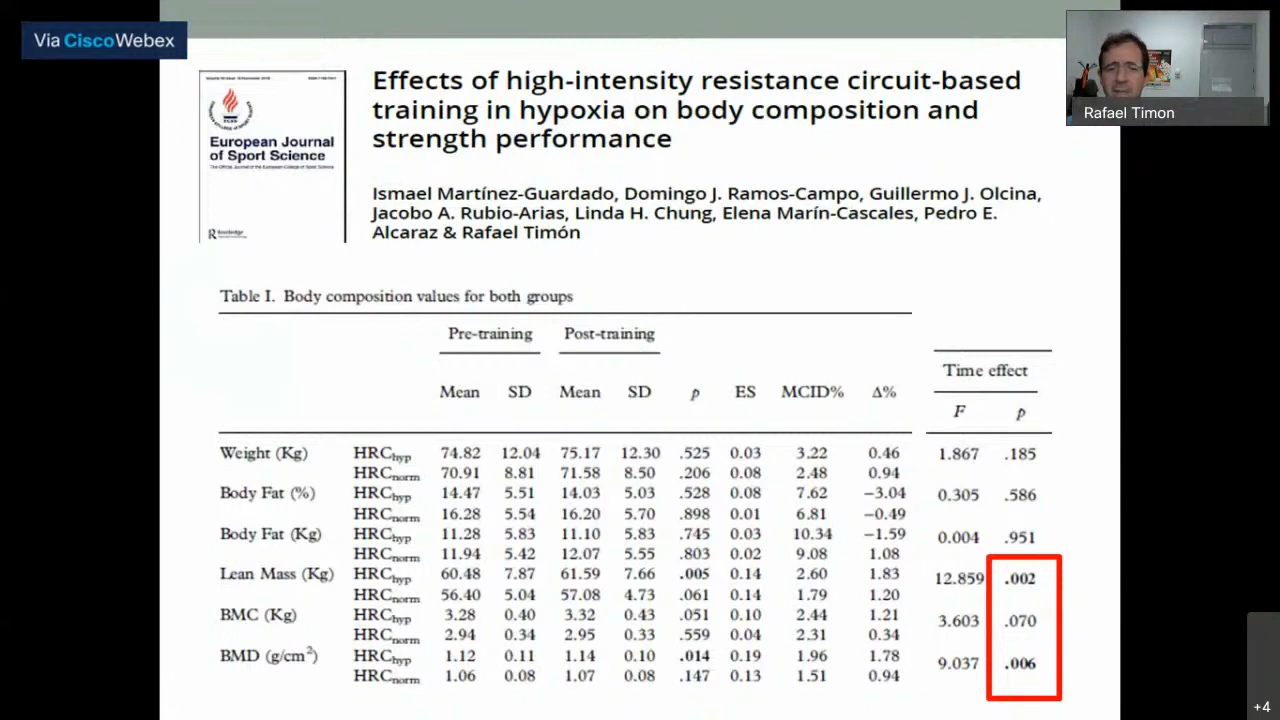 Via Cisco Webex
Rafael Timon
European Journal
of Sport Science
Routledge
Effects of high-intensity resistance circuit-based
training in hypoxia on body composition and
strength performance
Ismael Martínez-Guardado, Domingo J. Ramos-Campo, Guillermo J. Olcina,
Jacobo A. Rubio-Arias, Linda H. Chung, Elena Marín-Cascales, Pedro E.
Alcaraz & Rafael Timón
Table I. Body composition values for both groups
Pre-training Post-training
Time effect
Mean SD Mean SD p ES MCID% Δ%
F p
Weight (Kg) HRChyp 74.82 12.04 75.17 12.30 .525 0.03 3.22 0.46 1.867 .185
HRCnorm 70.91 8.81 71.58 8.50 .206 0.08 2.48 0.94
Body Fat (%) HRChyp 14.47 5.51 14.03 5.03 .528 0.08 7.62 −3.04 0.305 .586
HRCnorm 16.28 5.54 16.20 5.70 .898 0.01 6.81 −0.49
Body Fat (Kg) HRChyp 11.28 5.83 11.10 5.83 .745 0.03 10.34 −1.59 0.004 .951
HRCnorm 11.94 5.42 12.07 5.55 .803 0.02 9.08 1.08
Lean Mass (Kg) HRChyp 60.48 7.87 61.59 7.66 .005 0.14 2.60 1.83 12.859 .002
HRCnorm 56.40 5.04 57.08 4.73 .061 0.14 1.79 1.20
BMC (Kg) HRChyp 3.28 0.40 3.32 0.43 .051 0.10 2.44 1.21 3.603 .070
HRCnorm 2.94 0.34 2.95 0.33 .559 0.04 2.31 0.34
BMD (g/cm²) HRChyp 1.12 0.11 1.14 0.10 .014 0.19 1.96 1.78 9.037 .006
HRCnorm 1.06 0.08 1.07 0.08 .147 0.13 1.51 0.94
+4